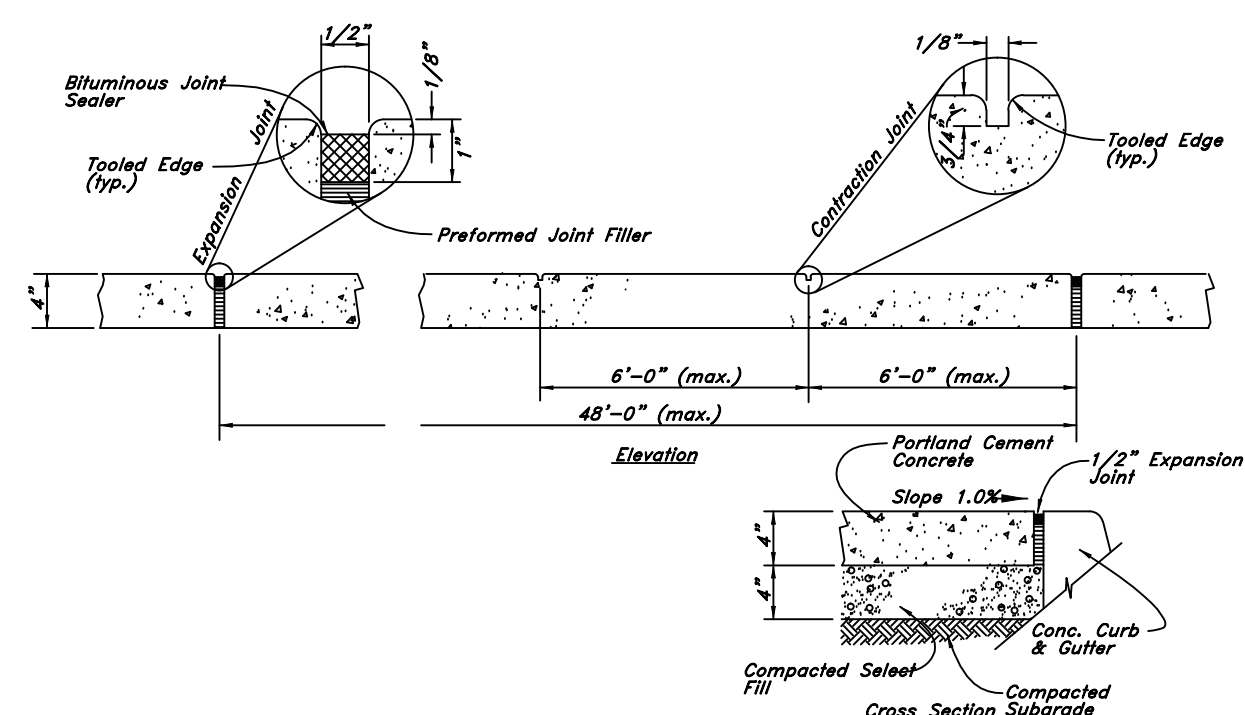 1/2"
1/8"
Bituminous Joint
Sealer
Expansion Joint
1"
Tooled Edge
(typ.)
Preformed Joint Filler
1/8"
3/4"
Contraction Joint
Tooled Edge
(typ.)
4"
6'-0" (max.)
6'-0" (max.)
48'-0" (max.)
Elevation
Portland Cement
Concrete
1/2" Expansion
Joint
Slope 1.0%
4"
4"
Conc. Curb
& Gutter
Compacted Select
Fill
Compacted
Subgrade
Cross Section